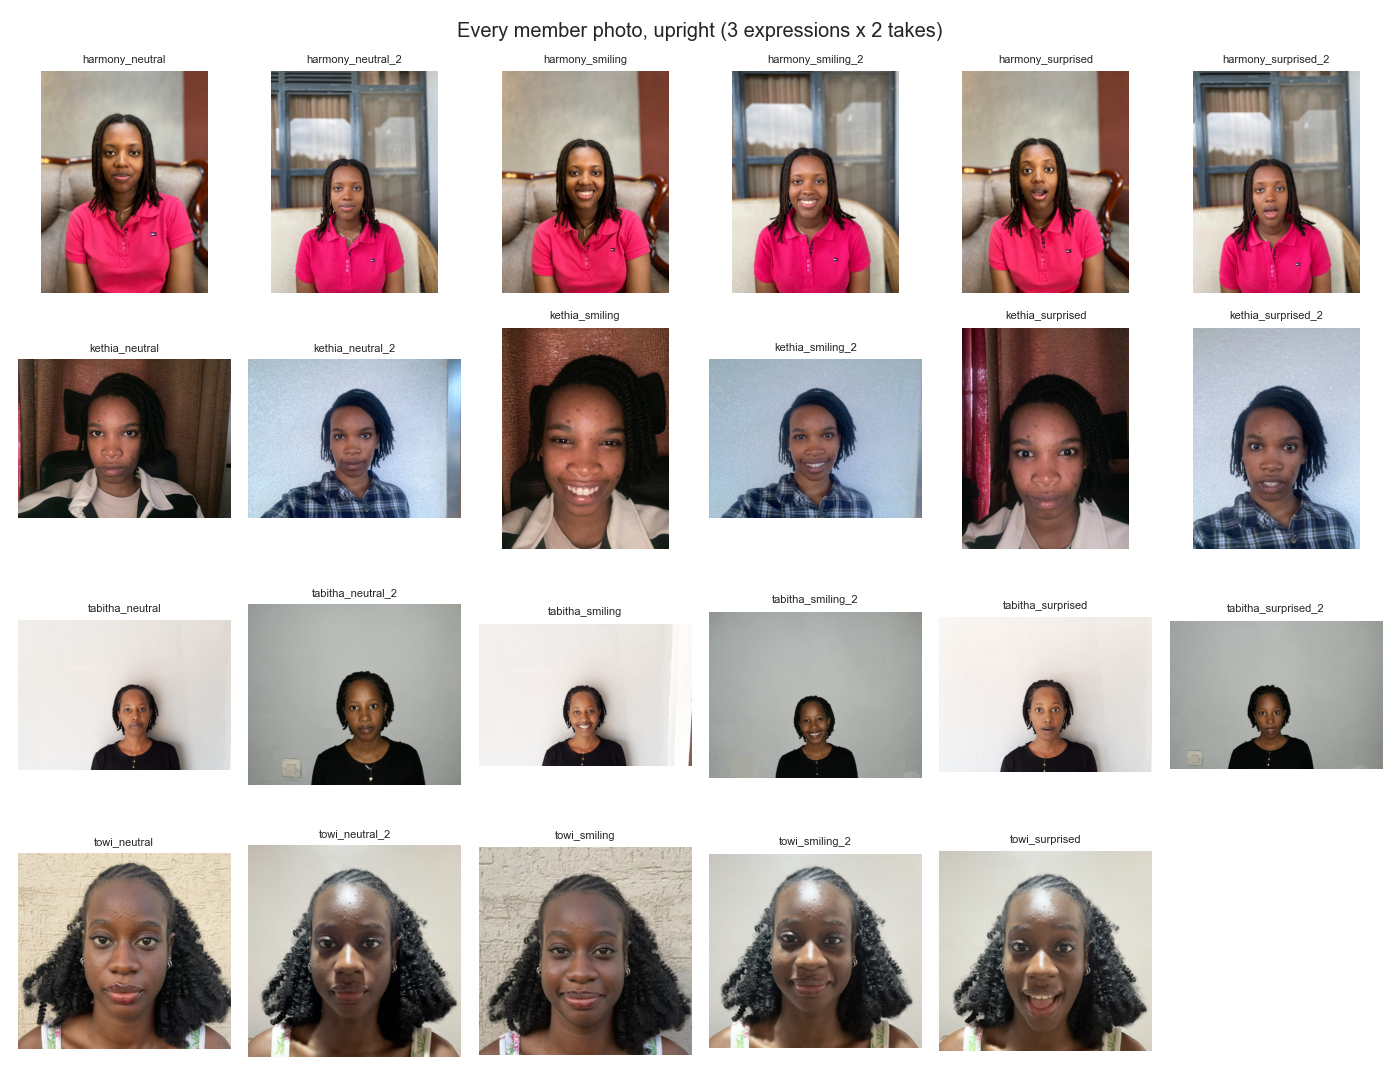 Every member photo, upright (3 expressions x 2 takes)
harmony_neutral
harmony_neutral_2
harmony_smiling
harmony_smiling_2
harmony_surprised
harmony_surprised_2
kethia_neutral
kethia_neutral_2
kethia_smiling
kethia_smiling_2
kethia_surprised
kethia_surprised_2
tabitha_neutral
tabitha_neutral_2
tabitha_smiling
tabitha_smiling_2
tabitha_surprised
tabitha_surprised_2
towi_neutral
towi_neutral_2
towi_smiling
towi_smiling_2
towi_surprised